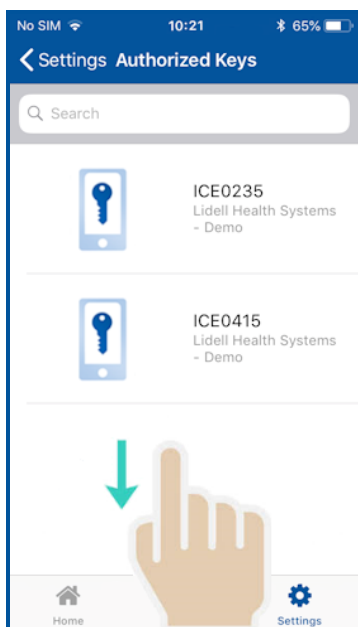 No SIM 10:21 65%
Settings Authorized Keys
Search
ICE0235
Lidell Health Systems
- Demo
ICE0415
Lidell Health Systems
- Demo
Home Settings